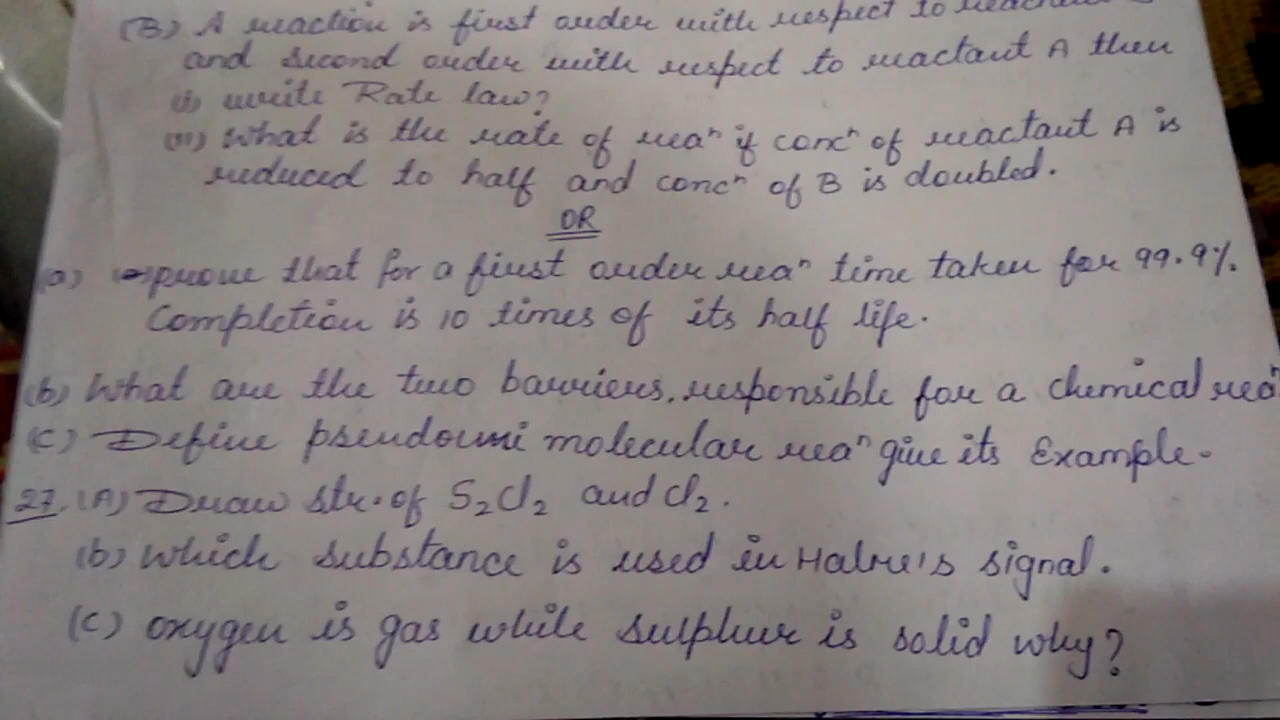 (B) A reaction is first order with respect to
and second order with respect to reactant A then
(i) write Rate law?
(ii) What is the rate of reaⁿ if concⁿ of reactant A is
reduced to half and concⁿ of B is doubled.
OR
(a) prove that for a first order reaⁿ time taken for 99.9%
Completion is 10 times of its half life.
(b) What are the two barriers responsible for a chemical reaⁿ
(C) Define pseudouni molecular reaⁿ give its Example.
27. (A) Draw str. of S₂Cl₂ and Cl₂.
(b) which substance is used in Halme's signal.
(C) oxygen is gas while sulphur is solid why?